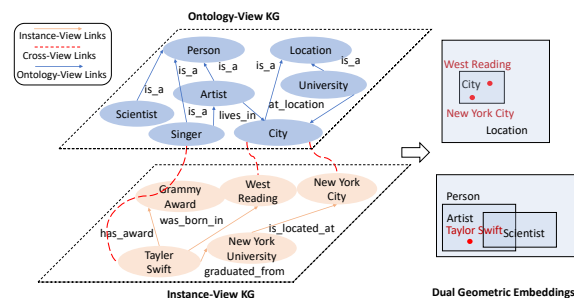 Ontology-View KG
Instance-View Links
Cross-View Links
Ontology-View Links
Person
Location
is_a
is_a
is_a
is_a
University
Artist
is_a
at_location
Scientist
is_a
lives_in
Singer
City
Grammy
Award
West
Reading
New York
City
was_born_in
has_award
is_located_at
Tayler
Swift
New York
University
graduated_from
Instance-View KG
West Reading
City
New York City
Location
Person
Artist
Taylor Swift
Scientist
Dual Geometric Embeddings